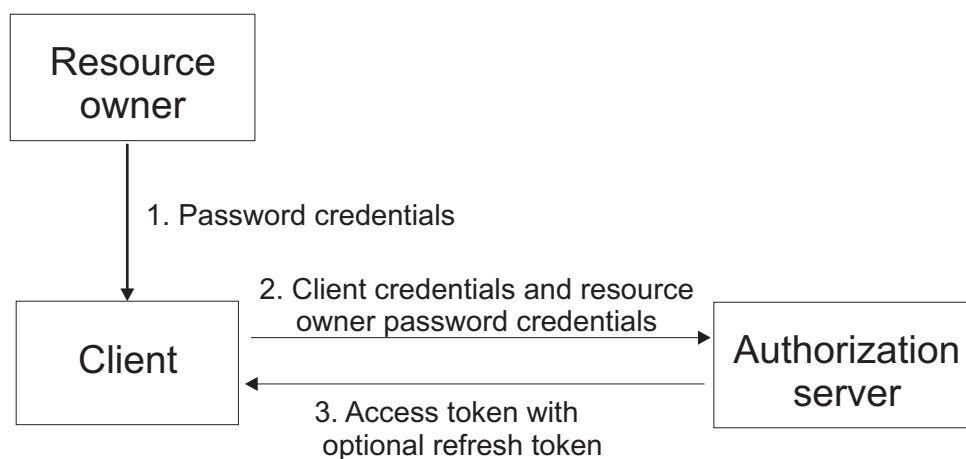 Resource
owner
1. Password credentials
2. Client credentials and resource
owner password credentials
Client
Authorization
server
3. Access token with
optional refresh token